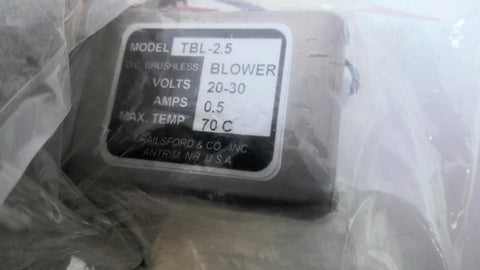 MODEL TBL-2.5
D.C. BRUSHLESS BLOWER
VOLTS 20-30
AMPS 0.5
MAX. TEMP 70 C
BRAILSFORD & CO., INC.
ANTRIM, NH, U.S.A.